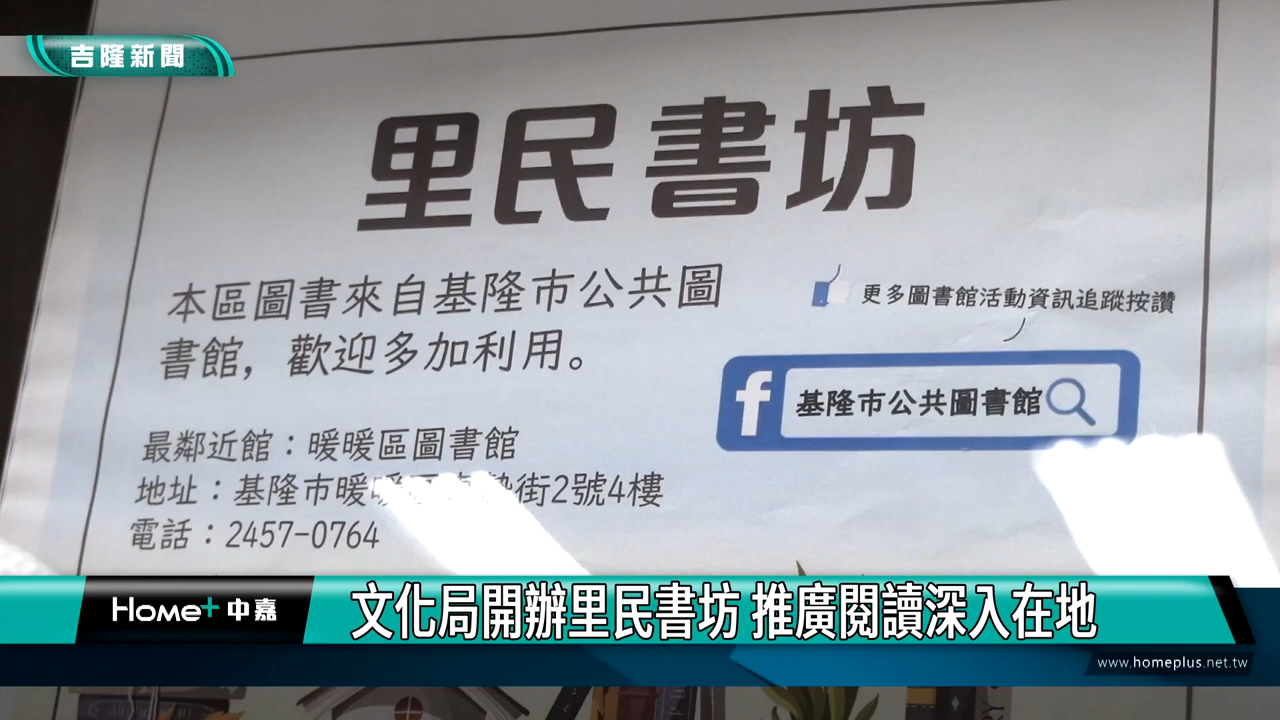 吉隆新聞
里民書坊
本區圖書來自基隆市公共圖
書館，歡迎多加利用。
更多圖書館活動資訊追蹤按讚
f 基隆市公共圖書館
最鄰近館：暖暖區圖書館
地址：基隆市暖暖區東勢街2號4樓
電話：2457-0764
Home+中嘉
文化局開辦里民書坊 推廣閱讀深入在地
www.homeplus.net.tw